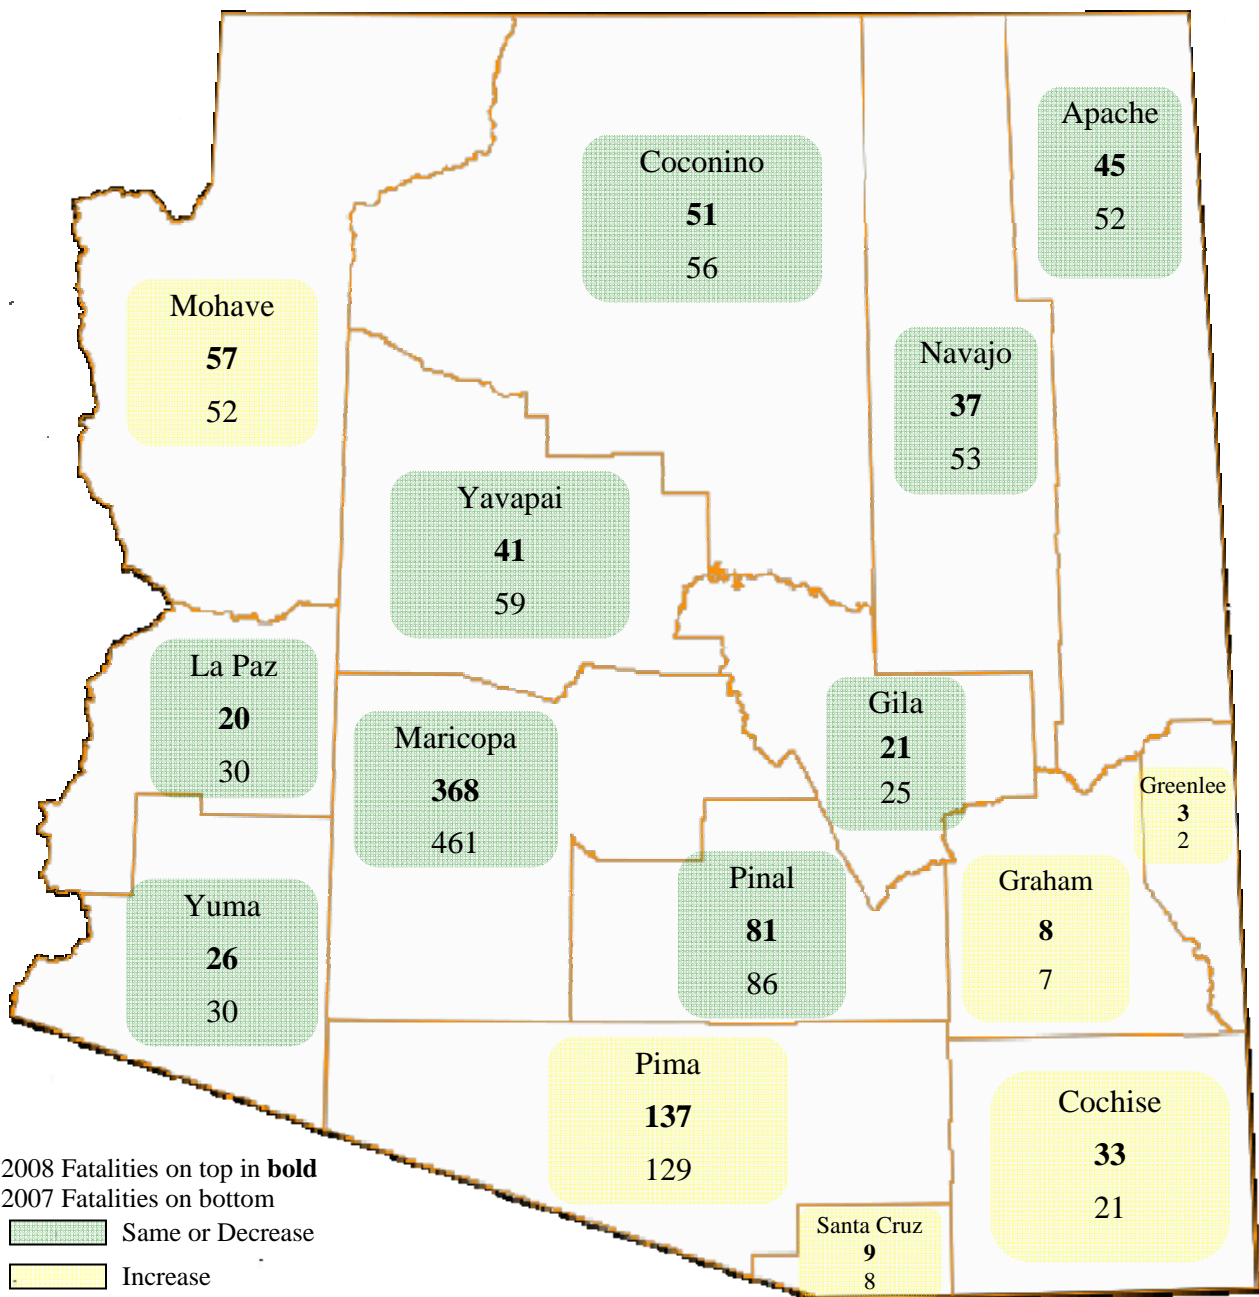 Apache
45
52
Coconino
51
56
Mohave
57
52
Navajo
37
53
Yavapai
41
59
La Paz
20
30
Gila
21
25
Maricopa
368
461
Greenlee
3
2
Pinal
81
86
Graham
8
7
Yuma
26
30
Pima
137
129
Cochise
33
21
Santa Cruz
9
8
2008 Fatalities on top in bold
2007 Fatalities on bottom
Same or Decrease
Increase